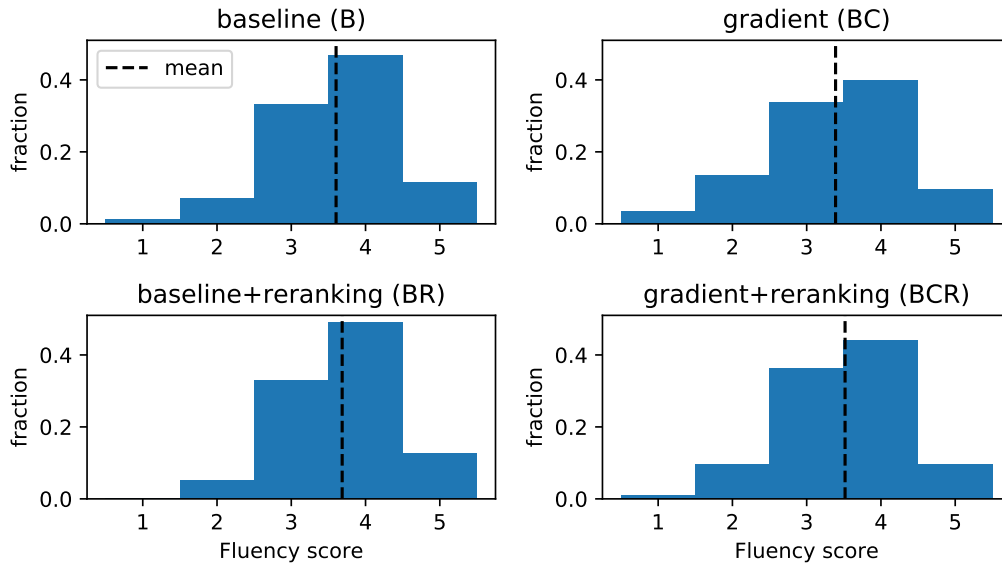 baseline (B)
mean
0.4
0.2
0.0
fraction
1 2 3 4 5
gradient (BC)
0.4
0.2
0.0
fraction
1 2 3 4 5
baseline+reranking (BR)
0.4
0.2
0.0
fraction
1 2 3 4 5
Fluency score
gradient+reranking (BCR)
0.4
0.2
0.0
fraction
1 2 3 4 5
Fluency score